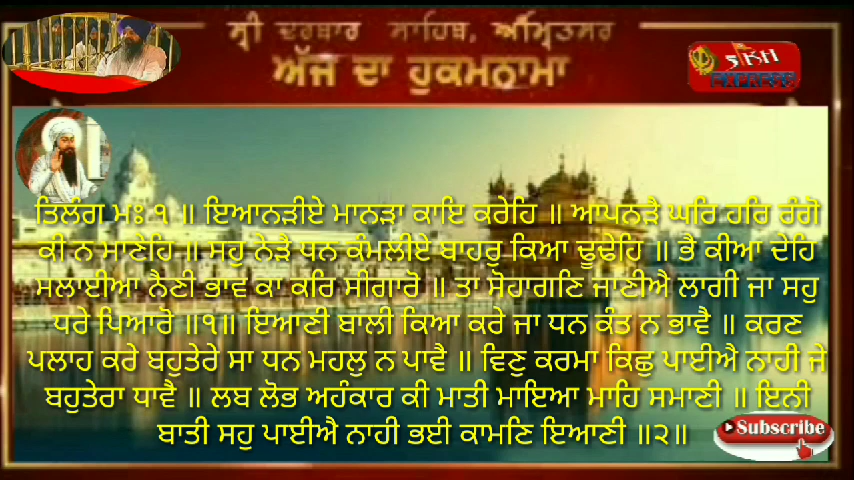 ਸ੍ਰੀ ਦਰਬਾਰ ਸਾਹਿਬ, ਅੰਮ੍ਰਿਤਸਰ
ਅੱਜ ਦਾ ਹੁਕਮਨਾਮਾ
SIKH
EXPRESS
ਤਿਲੰਗ ਮਃ ੧ ॥ ਇਆਨੜੀਏ ਮਾਨੜਾ ਕਾਇ ਕਰੇਹਿ ॥ ਆਪਨੜੈ ਘਰਿ ਹਰਿ ਰੰਗੋ
ਕੀ ਨ ਮਾਣੇਹਿ ॥ ਸਹੁ ਨੇੜੈ ਧਨ ਕੰਮਲੀਏ ਬਾਹਰੁ ਕਿਆ ਢੂਢੇਹਿ ॥ ਭੈ ਕੀਆ ਦੇਹਿ
ਸਲਾਈਆ ਨੈਣੀ ਭਾਵ ਕਾ ਕਰਿ ਸੀਗਾਰੋ ॥ ਤਾ ਸੋਹਾਗਣਿ ਜਾਣੀਐ ਲਾਗੀ ਜਾ ਸਹੁ
ਧਰੇ ਪਿਆਰੋ ॥੧॥ ਇਆਣੀ ਬਾਲੀ ਕਿਆ ਕਰੇ ਜਾ ਧਨ ਕੰਤ ਨ ਭਾਵੈ ॥ ਕਰਣ
ਪਲਾਹ ਕਰੇ ਬਹੁਤੇਰੇ ਸਾ ਧਨ ਮਹਲੁ ਨ ਪਾਵੈ ॥ ਵਿਣੁ ਕਰਮਾ ਕਿਛੁ ਪਾਈਐ ਨਾਹੀ ਜੇ
ਬਹੁਤੇਰਾ ਧਾਵੈ ॥ ਲਬ ਲੋਭ ਅਹੰਕਾਰ ਕੀ ਮਾਤੀ ਮਾਇਆ ਮਾਹਿ ਸਮਾਣੀ ॥ ਇਨੀ
ਬਾਤੀ ਸਹੁ ਪਾਈਐ ਨਾਹੀ ਭਈ ਕਾਮਣਿ ਇਆਣੀ ॥੨॥
Subscribe